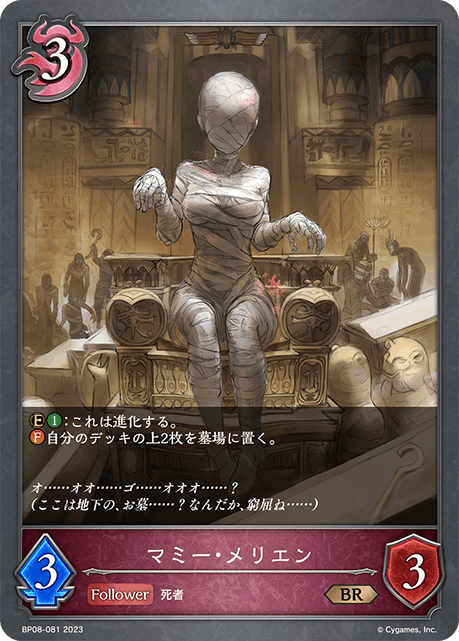 3
E 1：これは進化する。
F 自分のデッキの上2枚を墓場に置く。
オ……オオ……ゴ……オオオ……？
（ここは地下の、お墓……？なんだか、窮屈ね……）
マミー・メリエン
3
Follower 死者
BR
3
BP08-081 2023
© Cygames, Inc.